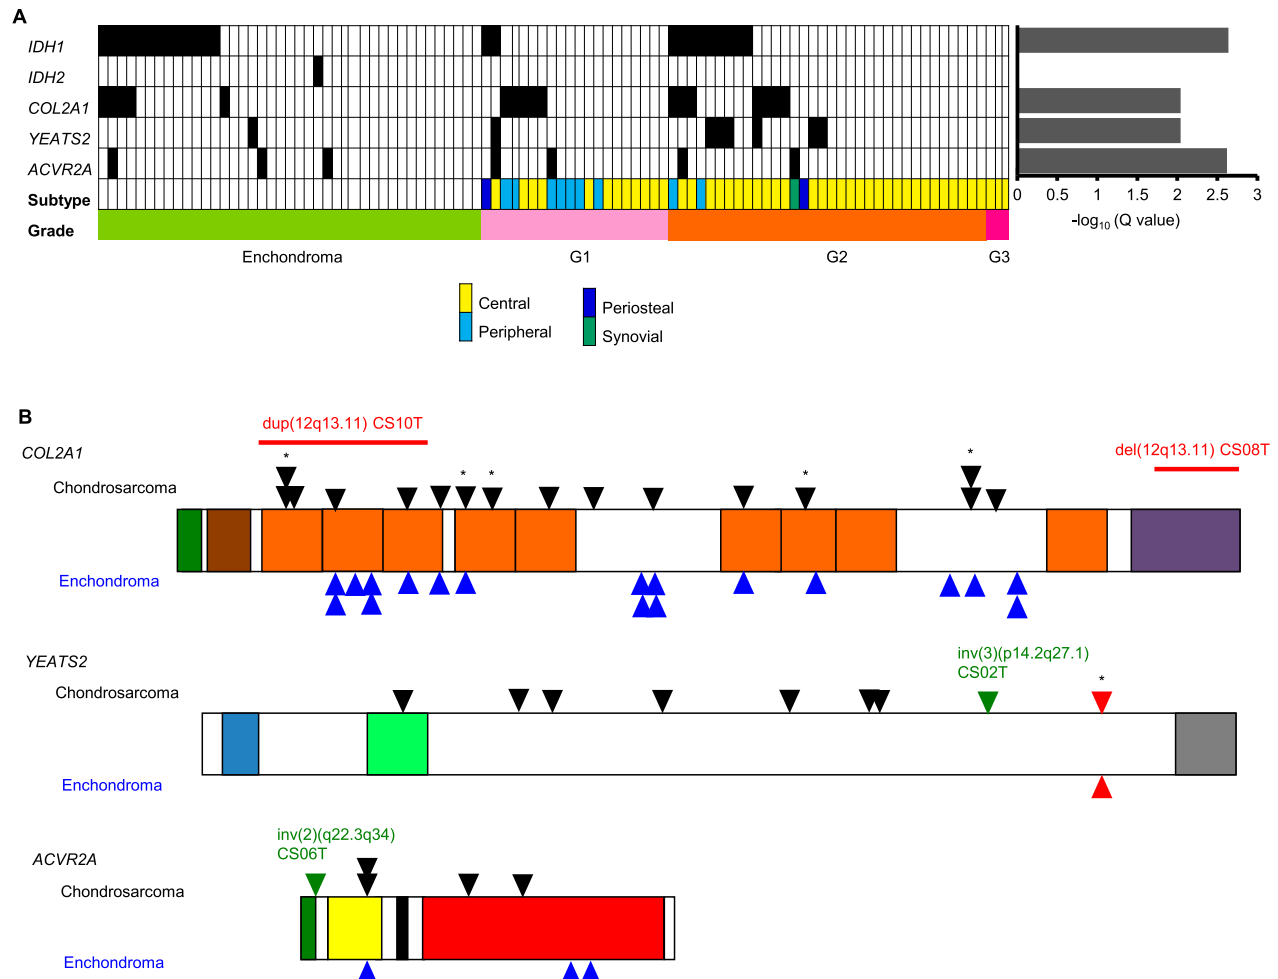 A
IDH1
IDH2
COL2A1
YEATS2
ACVR2A
Subtype
Grade
0 0.5 1 1.5 2 2.5 3
-log10 (Q value)
Enchondroma G1 G2 G3
Central Periosteal
Peripheral Synovial
B
dup(12q13.11) CS10T
COL2A1
del(12q13.11) CS08T
* * * * *
Chondrosarcoma
Enchondroma
inv(3)(p14.2q27.1)
YEATS2
CS02T
*
Chondrosarcoma
Enchondroma
inv(2)(q22.3q34)
CS06T
ACVR2A
Chondrosarcoma
Enchondroma